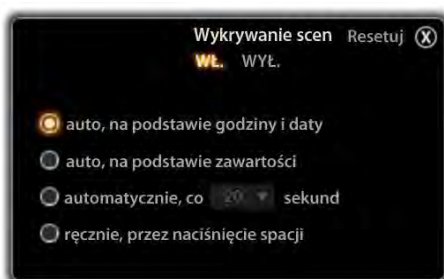 Wykrywanie scen Resetuj X
WŁ. WYŁ.
auto, na podstawie godziny i daty
auto, na podstawie zawartości
automatycznie, co 20 sekund
ręcznie, przez naciśnięcie spacji